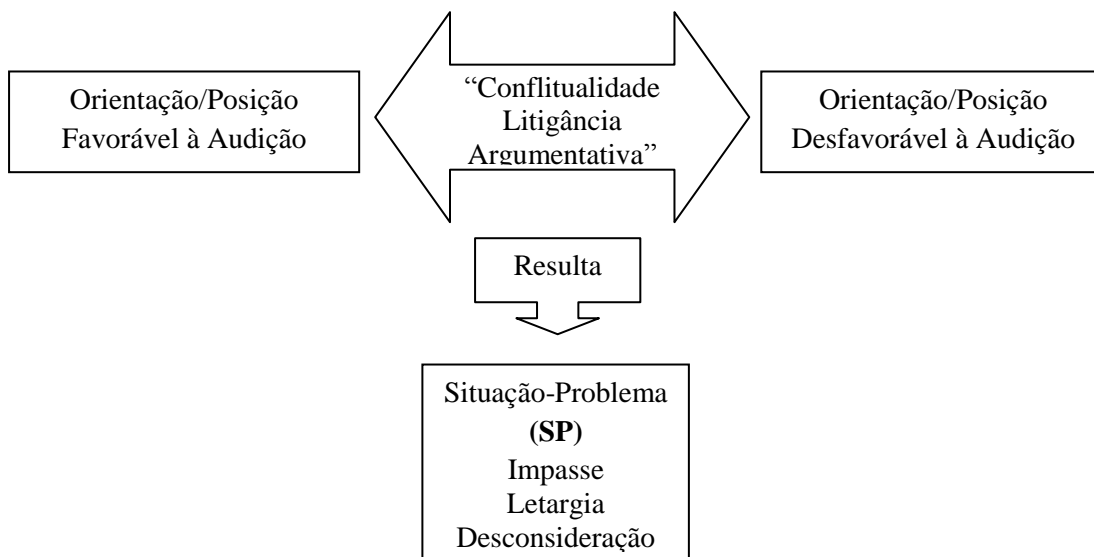 Orientação/Posição
Favorável à Audição
“Conflitualidade
Litigância
Argumentativa”
Orientação/Posição
Desfavorável à Audição
Resulta
Situação-Problema
(SP)
Impasse
Letargia
Desconsideração